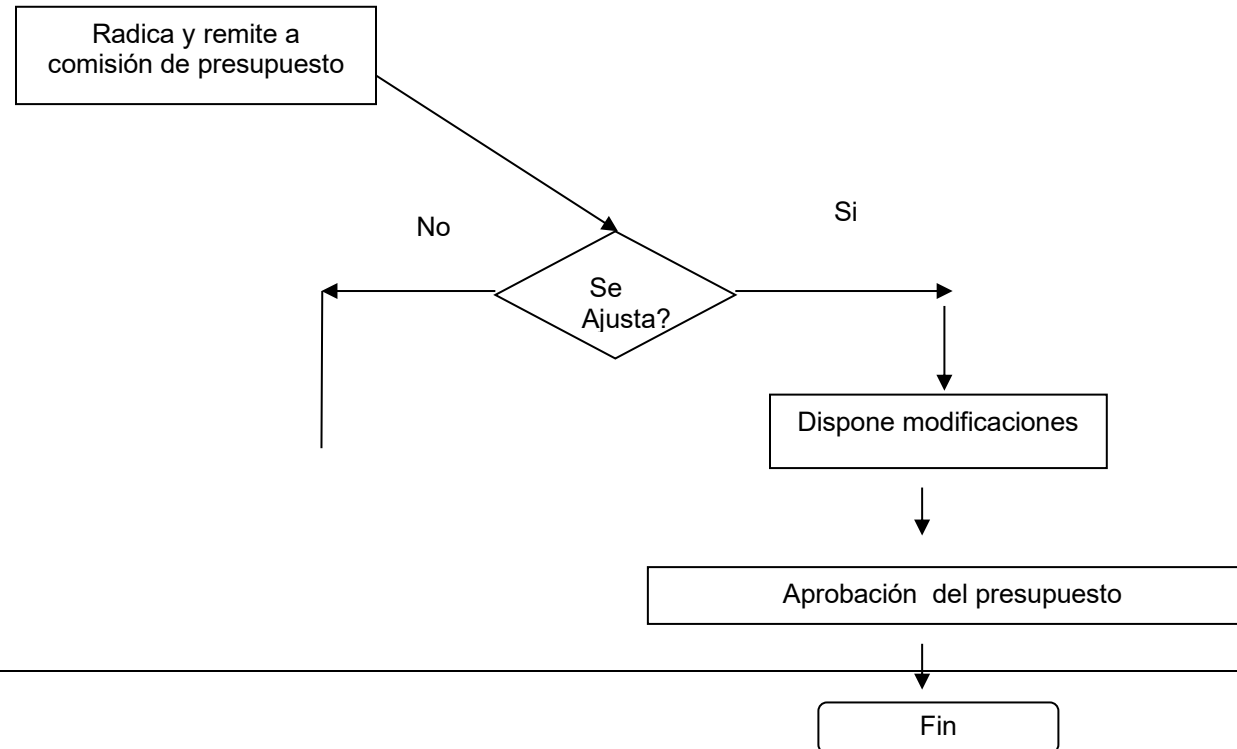 Radica y remite a
comisión de presupuesto
No
Si
Se
Ajusta?
Dispone modificaciones
Aprobación  del presupuesto
Fin